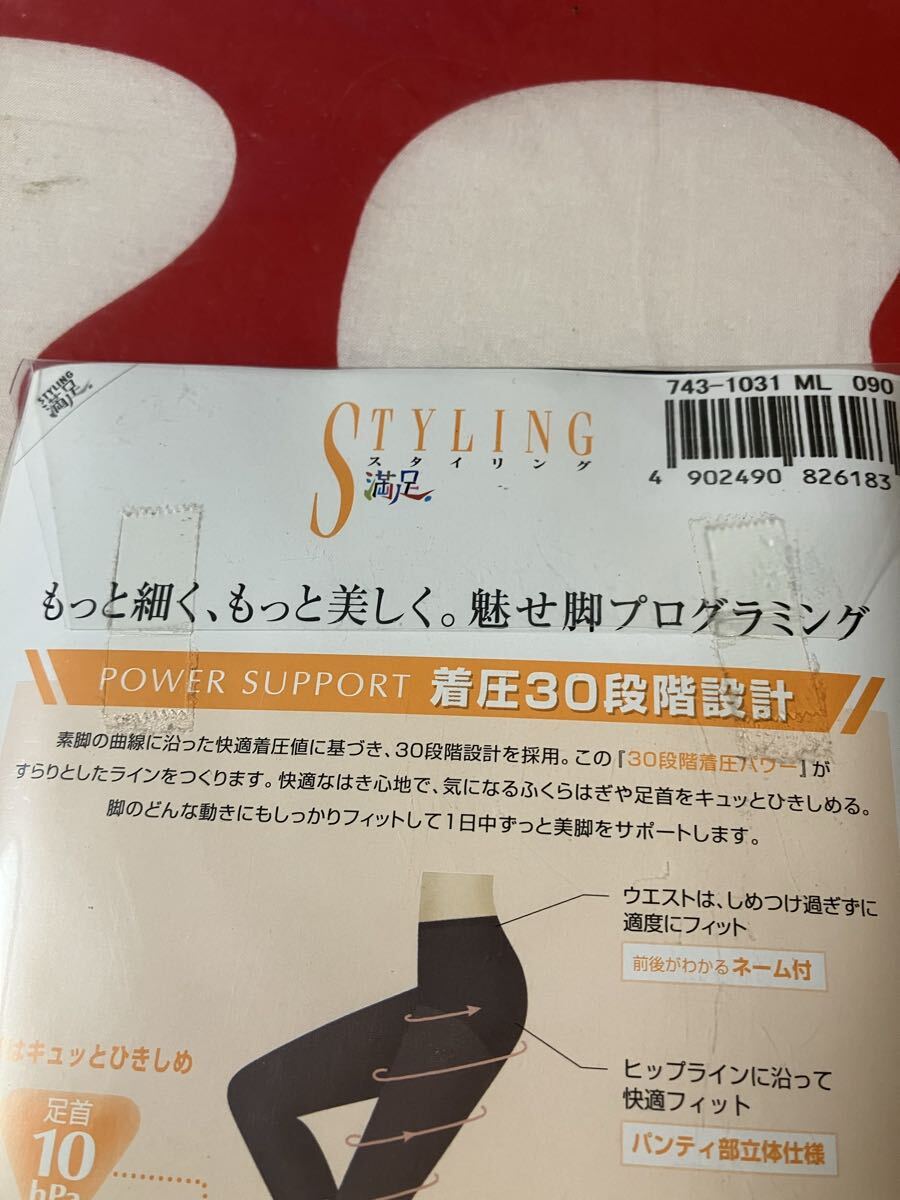 STYLING
満足
743-1031 ML 090
STYLING
スタイリング
満足.
4 902490 826183
もっと細く、もっと美しく。魅せ脚プログラミング
POWER SUPPORT 着圧30段階設計
素脚の曲線に沿った快適着圧値に基づき、30段階設計を採用。この『30段階着圧パワー』が
すらりとしたラインをつくります。快適なはき心地で、気になるふくらはぎや足首をキュッとひきしめる。
脚のどんな動きにもしっかりフィットして1日中ずっと美脚をサポートします。
ウエストは、しめつけ過ぎずに
適度にフィット
前後がわかるネーム付
はキュッとひきしめ
ヒップラインに沿って
快適フィット
パンティ部立体仕様
足首
10
hPa